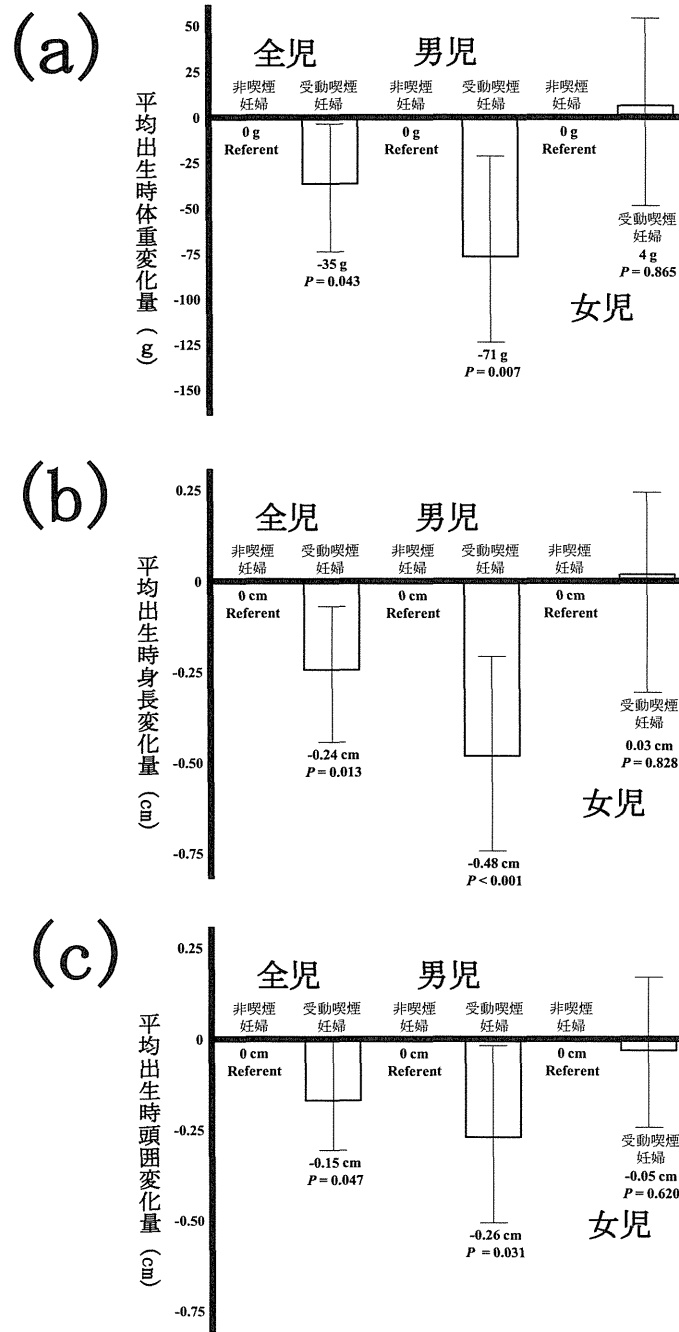 (a)
平均出生時体重変化量（g）
50
25
0
-25
-50
-75
-100
-125
-150
全児
男児
非喫煙
妊婦
受動喫煙
妊婦
非喫煙
妊婦
受動喫煙
妊婦
非喫煙
妊婦
0 g
Referent
0 g
Referent
0 g
Referent
-35 g
P = 0.043
-71 g
P = 0.007
受動喫煙
妊婦
4 g
P = 0.865
女児
(b)
平均出生時身長変化量（cm）
0.25
0
-0.25
-0.50
-0.75
全児
男児
非喫煙
妊婦
受動喫煙
妊婦
非喫煙
妊婦
受動喫煙
妊婦
非喫煙
妊婦
0 cm
Referent
0 cm
Referent
0 cm
Referent
-0.24 cm
P = 0.013
-0.48 cm
P < 0.001
受動喫煙
妊婦
0.03 cm
P = 0.828
女児
(c)
平均出生時頭囲変化量（cm）
0.25
0
-0.25
-0.50
-0.75
全児
男児
非喫煙
妊婦
受動喫煙
妊婦
非喫煙
妊婦
受動喫煙
妊婦
非喫煙
妊婦
0 cm
Referent
0 cm
Referent
0 cm
Referent
-0.15 cm
P = 0.047
-0.26 cm
P = 0.031
受動喫煙
妊婦
-0.05 cm
P = 0.620
女児